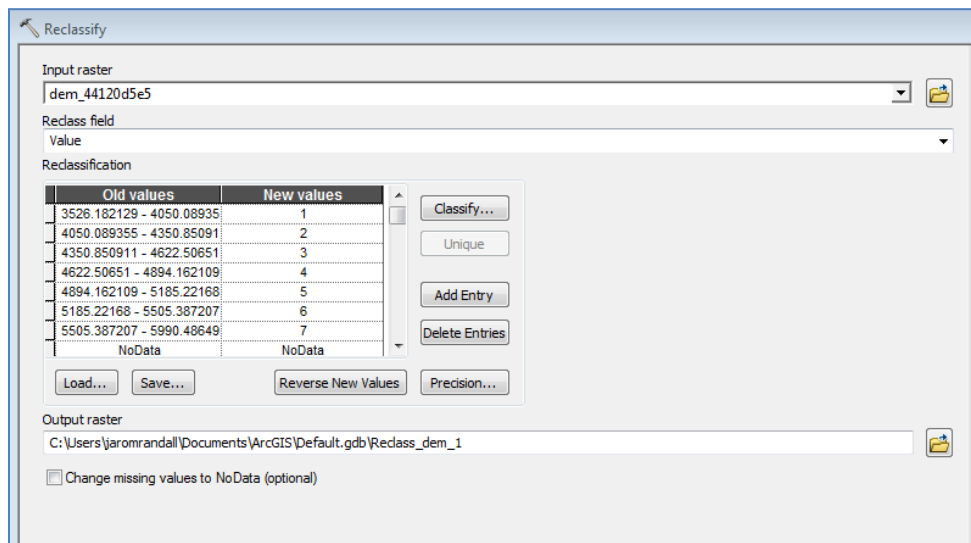 Reclassify
Input raster
dem_44120d5e5
Reclass field
Value
Reclassification
Old values New values
3526.182129 - 4050.08935 1
4050.089355 - 4350.85091 2
4350.850911 - 4622.50651 3
4622.50651 - 4894.162109 4
4894.162109 - 5185.22168 5
5185.22168 - 5505.387207 6
5505.387207 - 5990.48649 7
NoData NoData
Classify...
Unique
Add Entry
Delete Entries
Load... Save... Reverse New Values Precision...
Output raster
C:\Users\jaromrandall\Documents\ArcGIS\Default.gdb\Reclass_dem_1
Change missing values to NoData (optional)